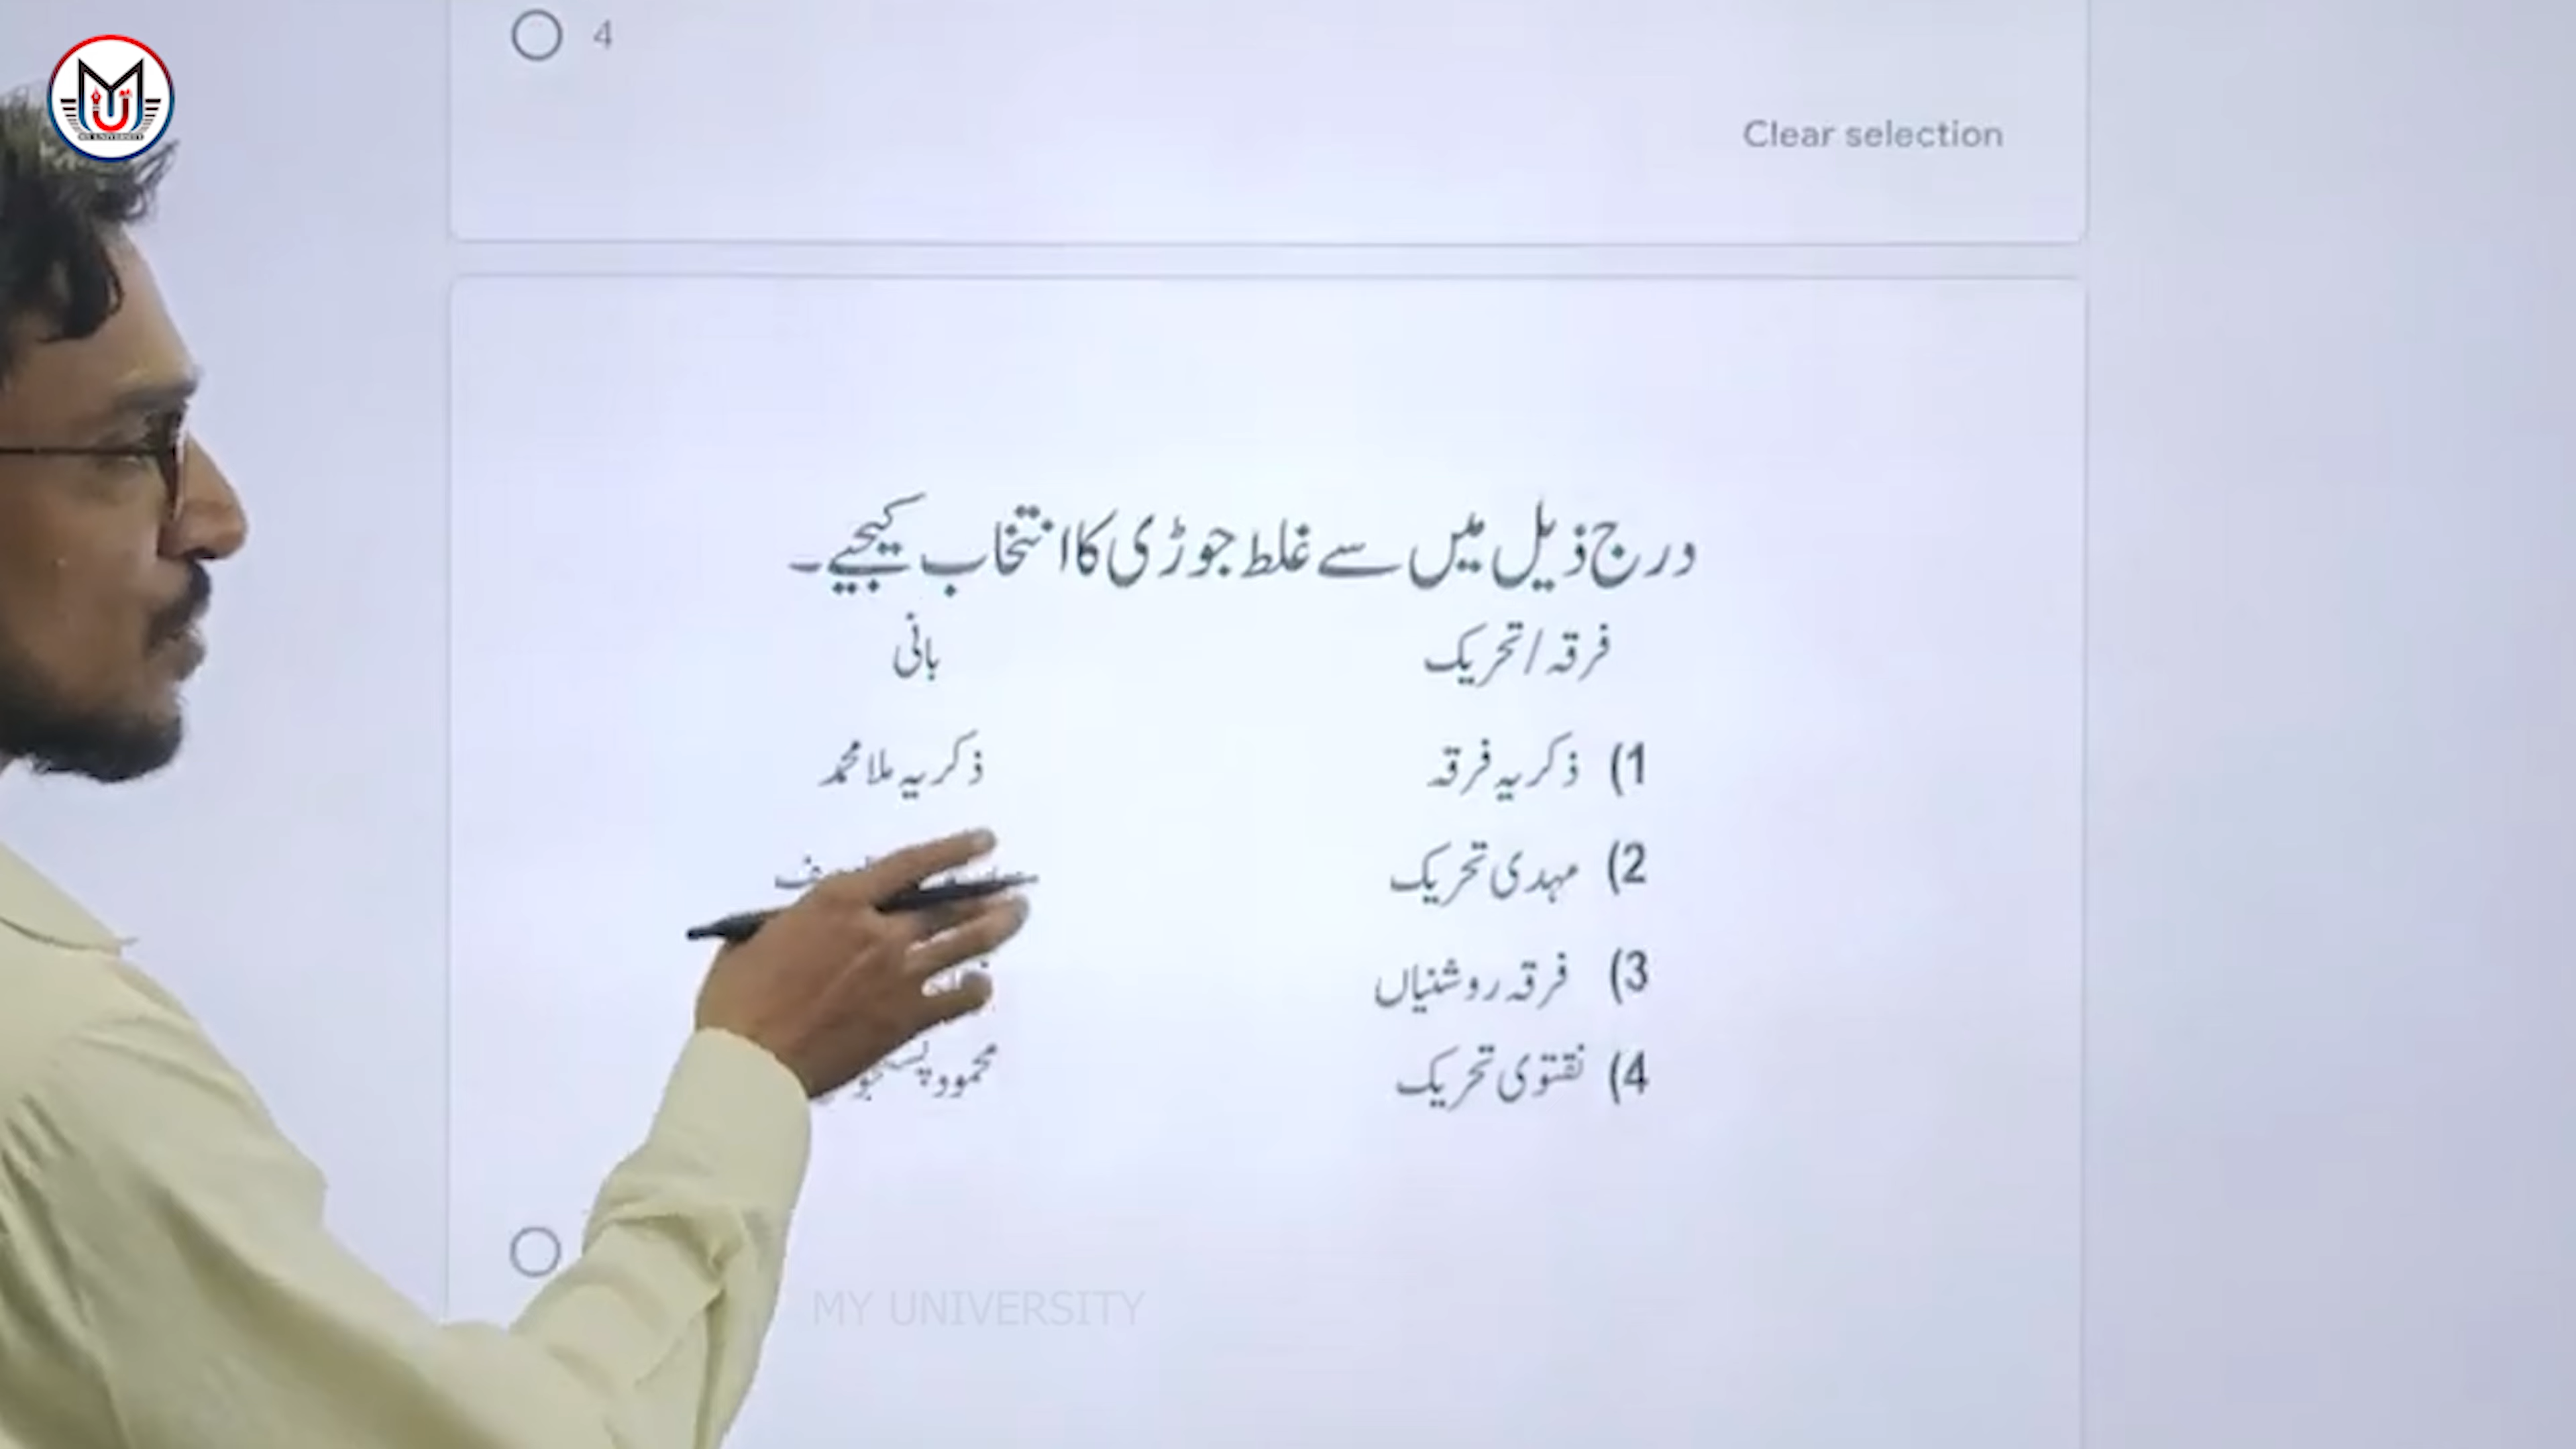 4
Clear selection
درج ذیل میں سے غلط جوڑی کا انتخاب کیجیے۔
فرقہ / تحریک بانی
1) ذکریہ فرقہ ذکریہ ملا محمد
2) مہدی تحریک
3) فرقہ روشنیاں
4) نقتوی تحریک محمود
MY UNIVERSITY